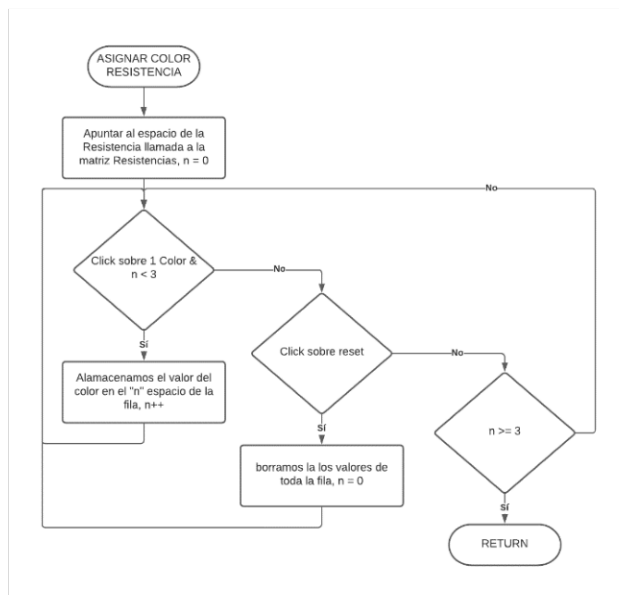 ASIGNAR COLOR
RESISTENCIA
Apuntar al espacio de la
Resistencia llamada a la
matriz Resistencias, n = 0
No
Click sobre 1 Color &
n < 3
No
Click sobre reset
No
Sí
Alamacenamos el valor del
color en el "n" espacio de la
fila, n++
n >= 3
Sí
borramos la los valores de
toda la fila, n = 0
Sí
RETURN